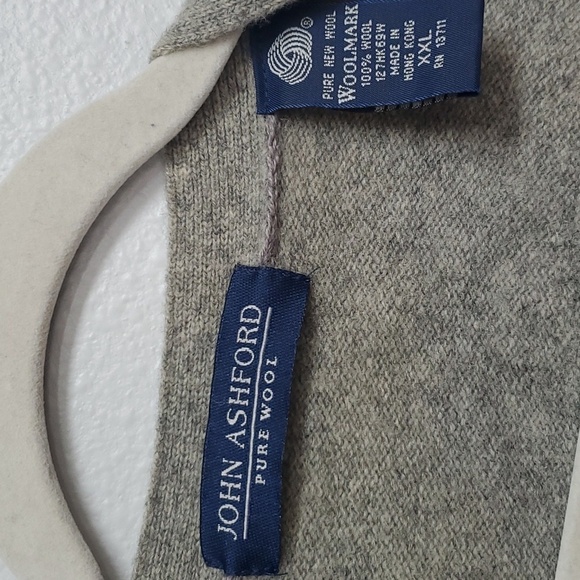 PURE NEW WOOL
WOOLMARK
100% WOOL
127HK69W
MADE IN
HONG KONG
XXL
RN 13711
JOHN ASHFORD
PURE WOOL